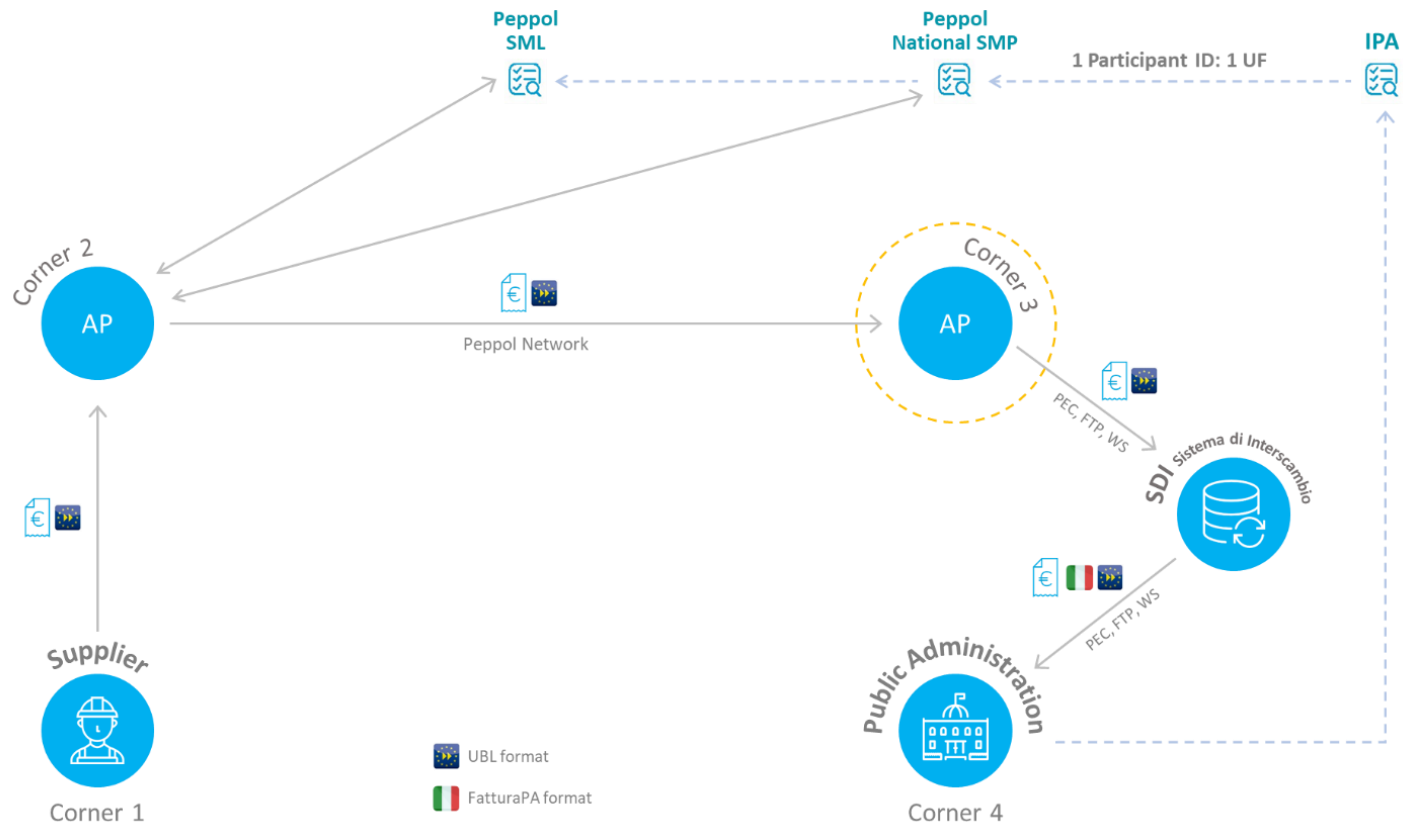 Peppol
SML
Peppol
National SMP
IPA
1 Participant ID: 1 UF
Corner 2
AP
Peppol Network
Corner 3
AP
PEC, FTP, WS
SDI Sistema di Interscambio
PEC, FTP, WS
Supplier
Corner 1
Public Administration
Corner 4
UBL format
FatturaPA format